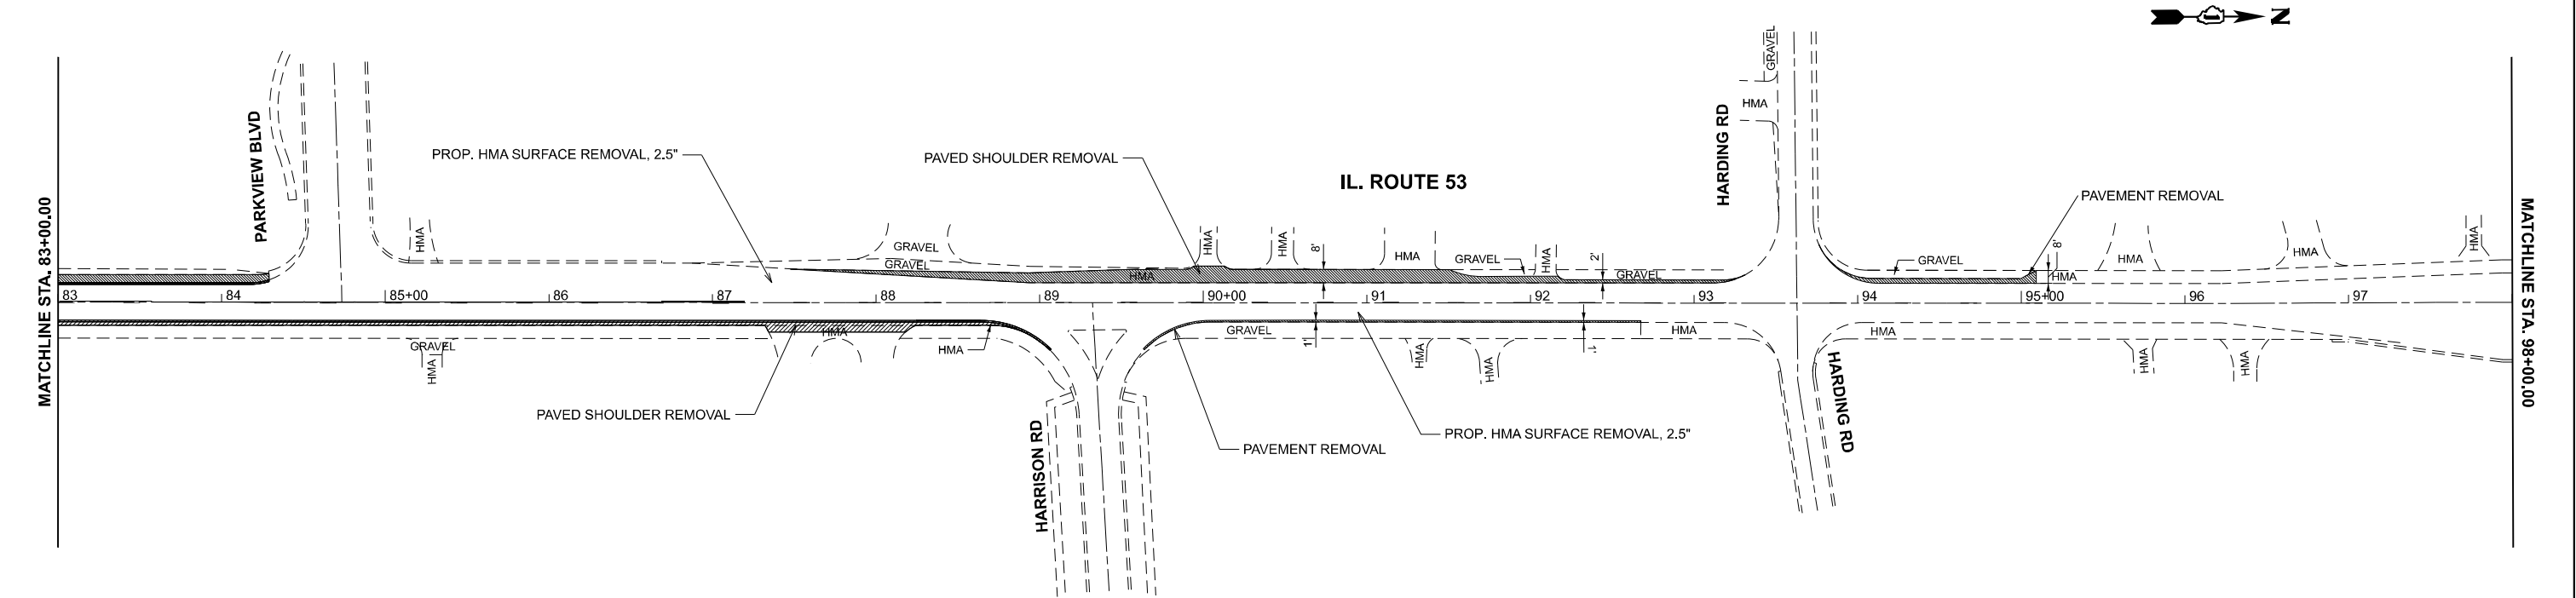 N
GRAVEL
HMA
HARDING RD
PARKVIEW BLVD
PROP. HMA SURFACE REMOVAL, 2.5"
PAVED SHOULDER REMOVAL
IL. ROUTE 53
PAVEMENT REMOVAL
MATCHLINE STA. 83+00.00
MATCHLINE STA. 98+00.00
HMA
GRAVEL
GRAVEL
HMA
HMA
HMA
8'
HMA
GRAVEL
HMA
2'
GRAVEL
GRAVEL
8'
HMA
HMA
HMA
HMA
83
84
85+00
86
87
88
89
90+00
91
92
93
94
95+00
96
97
GRAVEL
HMA
HMA
HMA
GRAVEL
1'
HMA
HMA
1'
HMA
HMA
HMA
HMA
PAVED SHOULDER REMOVAL
HARRISON RD
PAVEMENT REMOVAL
PROP. HMA SURFACE REMOVAL, 2.5"
HARDING RD